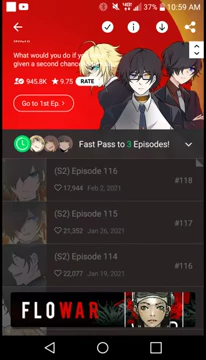 37% 10:59 AM
What would you do if y
given a second chance
945.8K ★ 9.75 RATE
Go to 1st Ep. >
Fast Pass to 3 Episodes!
(S2) Episode 116
17,944 Feb 2, 2021 #118
(S2) Episode 115
21,352 Jan 26, 2021 #117
(S2) Episode 114
22,077 Jan 19, 2021 #116
FLOWAR